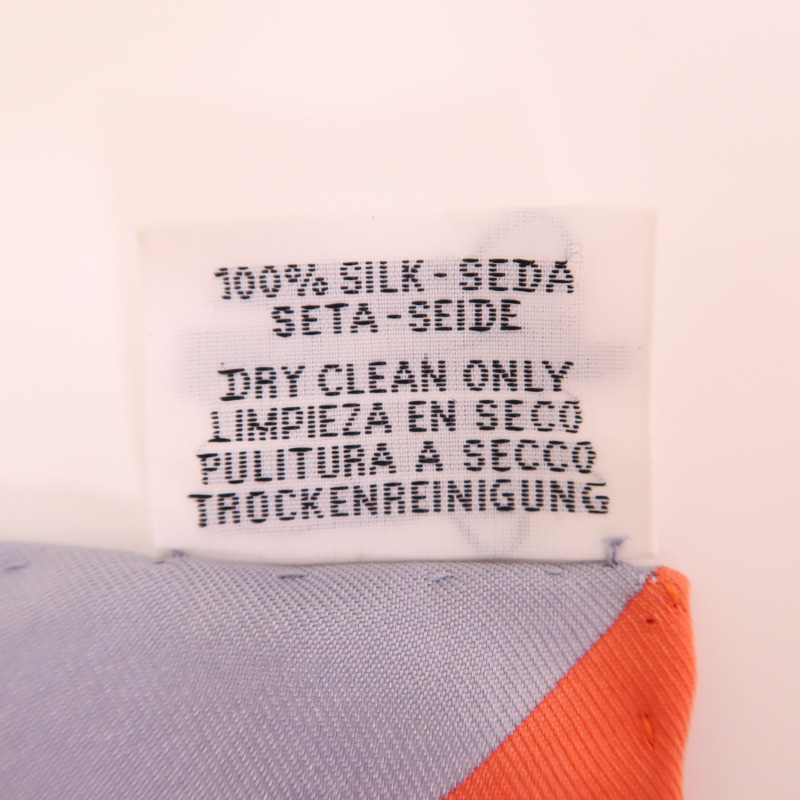 100% SILK - SEDA
SETA - SEIDE
DRY CLEAN ONLY
LIMPIEZA EN SECO
PULITURA A SECCO
TROCKENREINIGUNG